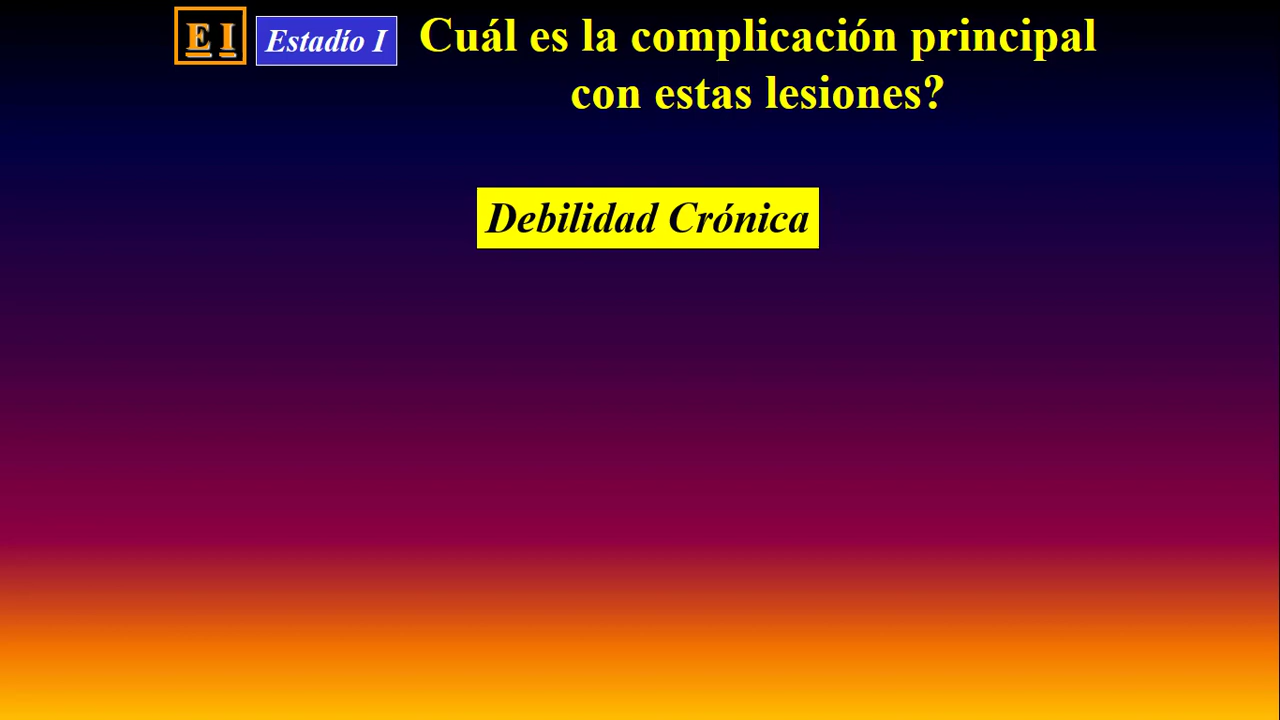 E I
Estadío I
Cuál es la complicación principal
con estas lesiones?
Debilidad Crónica